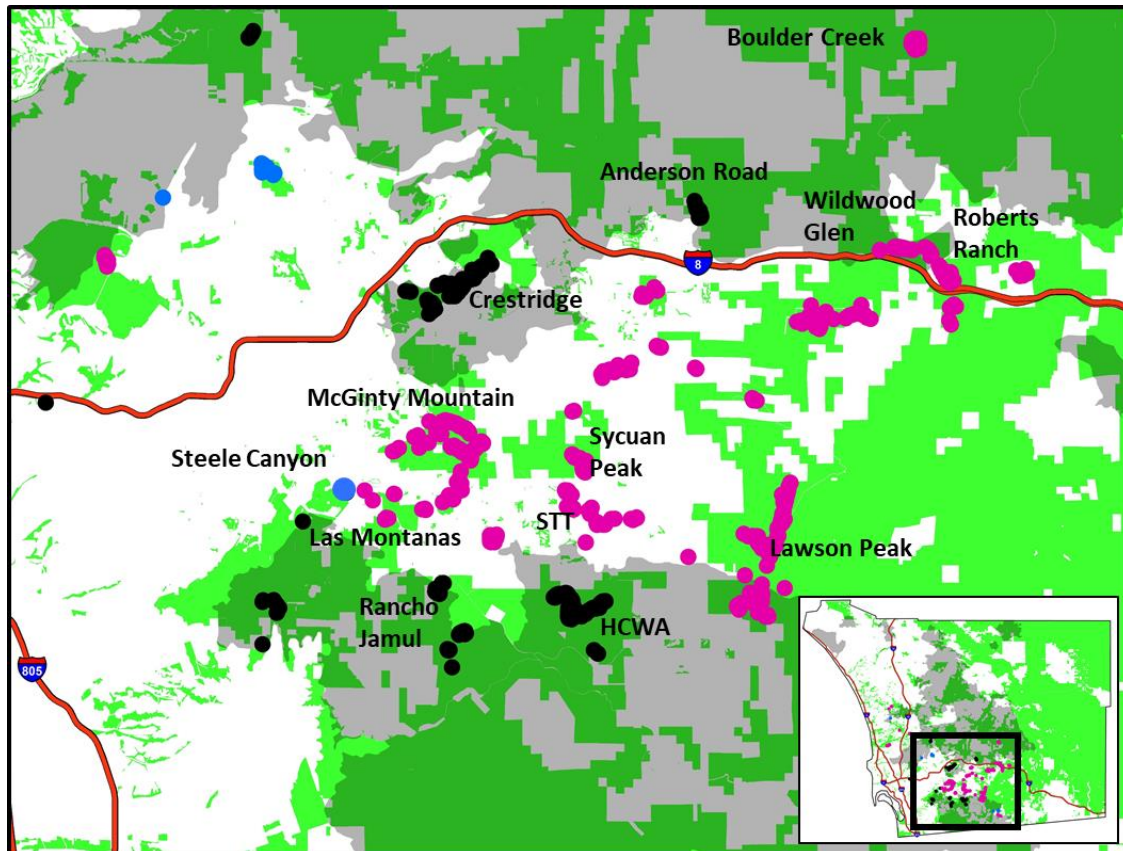 Boulder Creek
Anderson Road
Wildwood
Glen
Roberts
Ranch
8
Crestridge
McGinty Mountain
Sycuan
Peak
Steele Canyon
STT
Las Montanas
Lawson Peak
Rancho
Jamul
HCWA
805